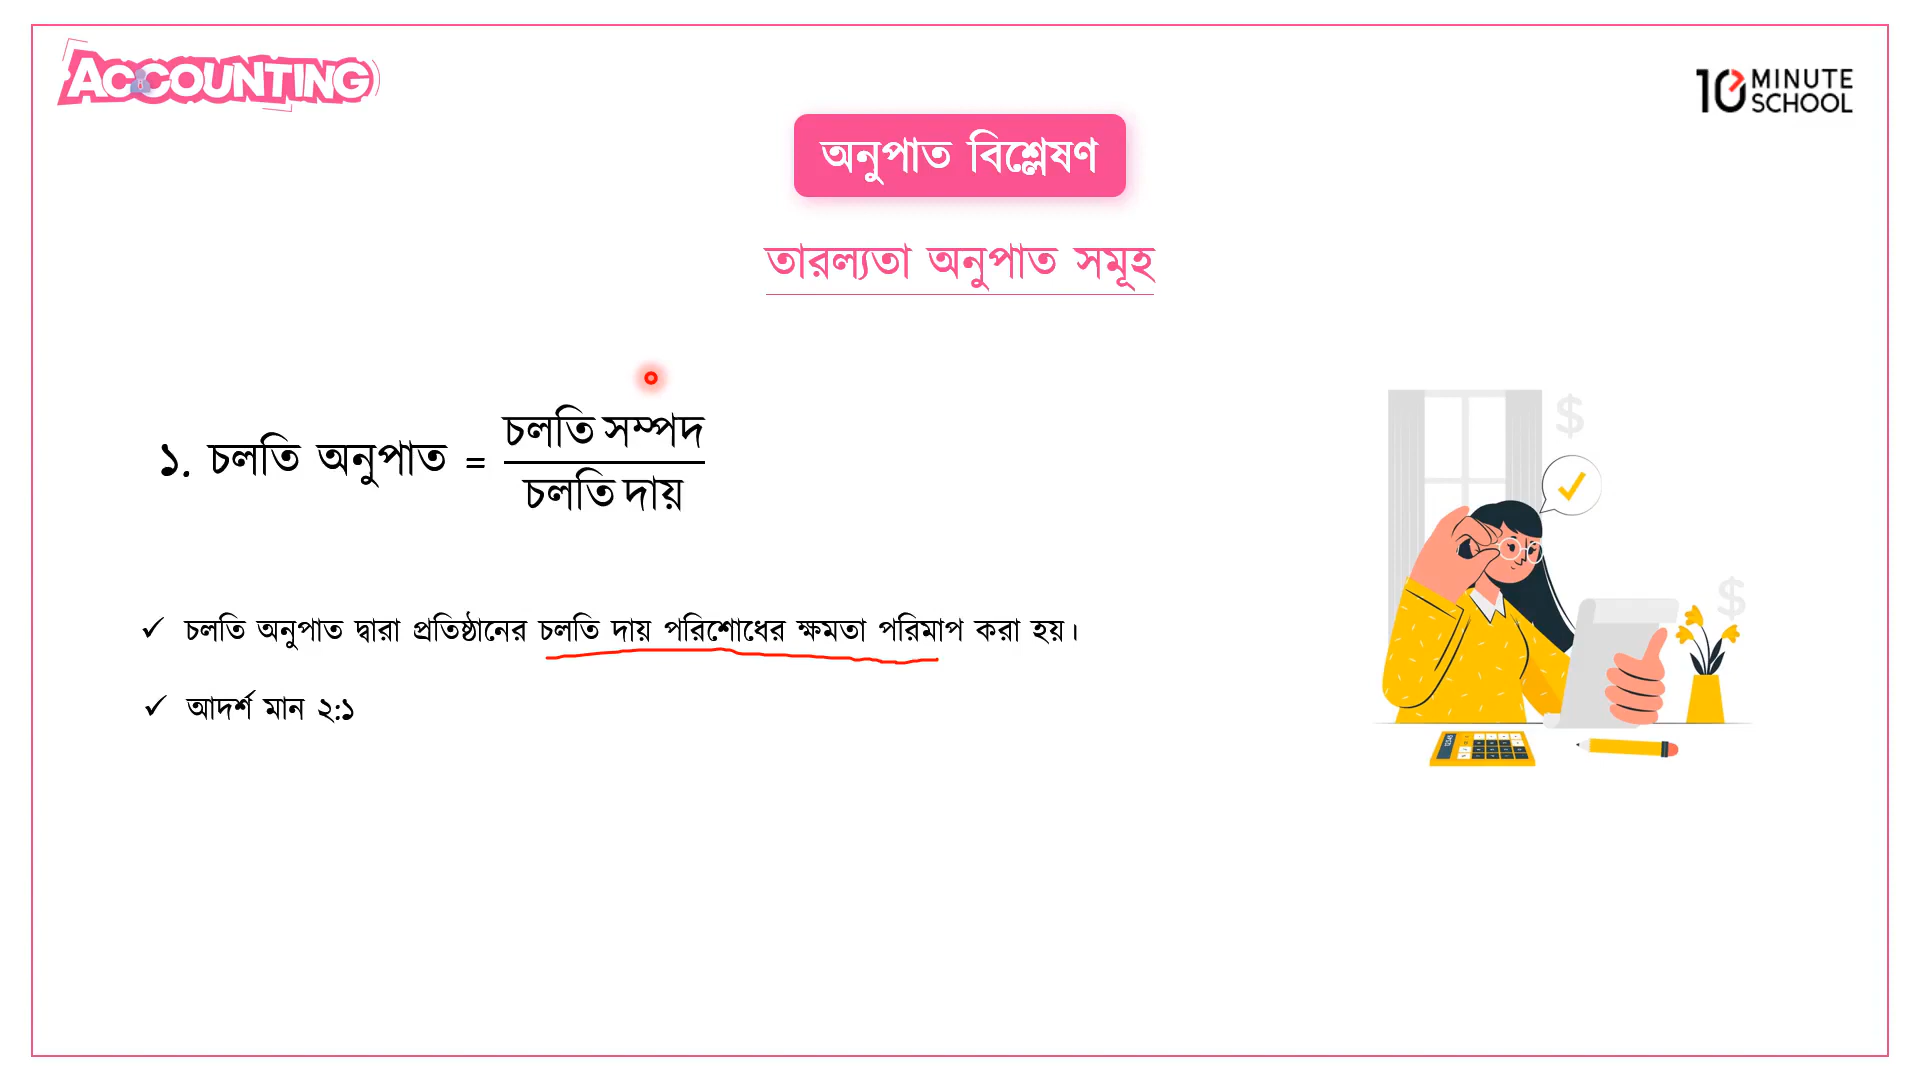 ACCOUNTING
10 MINUTE SCHOOL
অনুপাত বিশ্লেষণ
তারল্যতা অনুপাত সমূহ
১. চলতি অনুপাত = চলতি সম্পদ / চলতি দায়
✓ চলতি অনুপাত দ্বারা প্রতিষ্ঠানের চলতি দায় পরিশোধের ক্ষমতা পরিমাপ করা হয়।
✓ আদর্শ মান ২:১
$
$